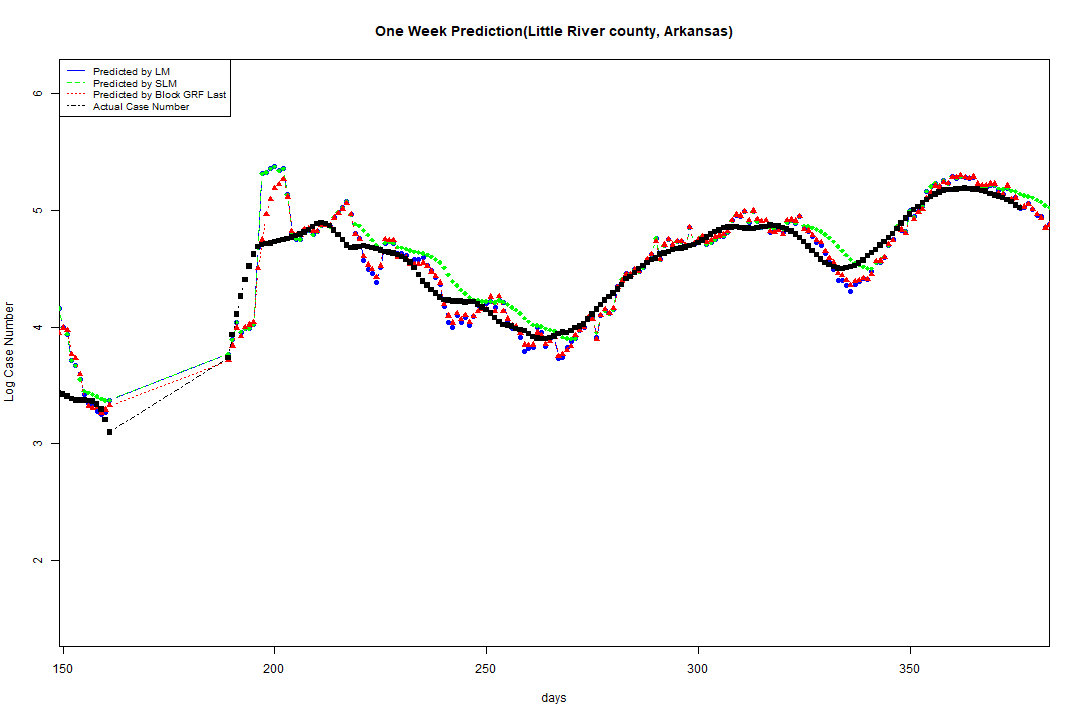 One Week Prediction(Little River county, Arkansas)
Predicted by LM
Predicted by SLM
Predicted by Block GRF Last
Actual Case Number
6
5
4
3
2
Log Case Number
150 200 250 300 350
days